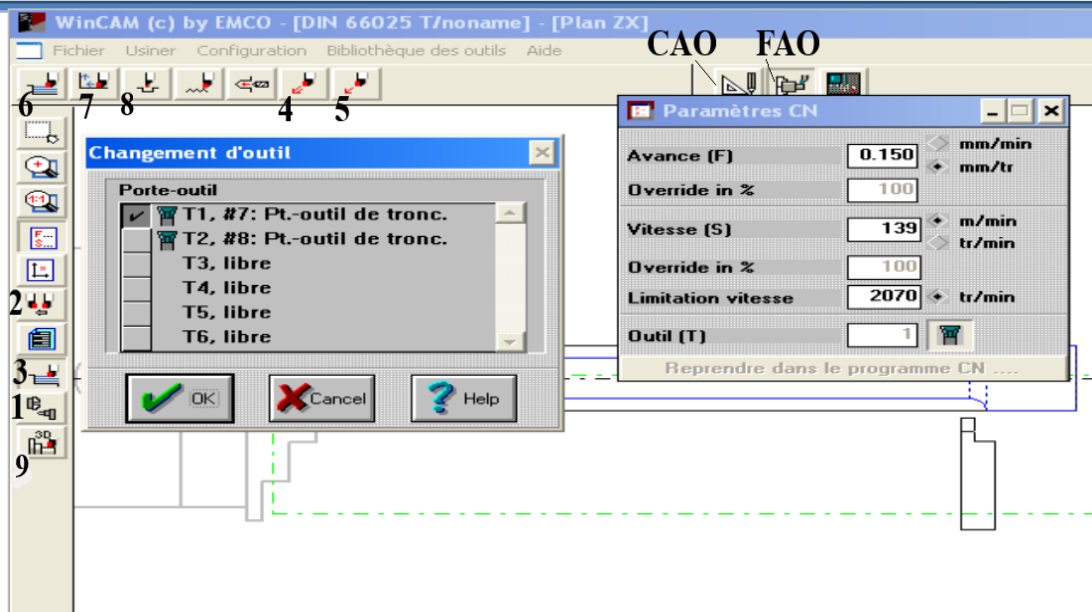 WinCAM (c) by EMCO - [DIN 66025 T/noname] - [Plan ZX]
Fichier Usiner Configuration Bibliothèque des outils Aide
CAO FAO
6 7 8 4 5
Paramètres CN
Avance (F) 0.150 mm/min
mm/tr
Override in % 100
Vitesse (S) 139 m/min
tr/min
Override in % 100
Limitation vitesse 2070 tr/min
Outil (T) 1
Reprendre dans le programme CN ....
Changement d'outil
Porte-outil
T1, #7: Pt.-outil de tronc.
T2, #8: Pt.-outil de tronc.
T3, libre
T4, libre
T5, libre
T6, libre
OK Cancel Help
1:1
F...
S...
2
3
1
3D
9